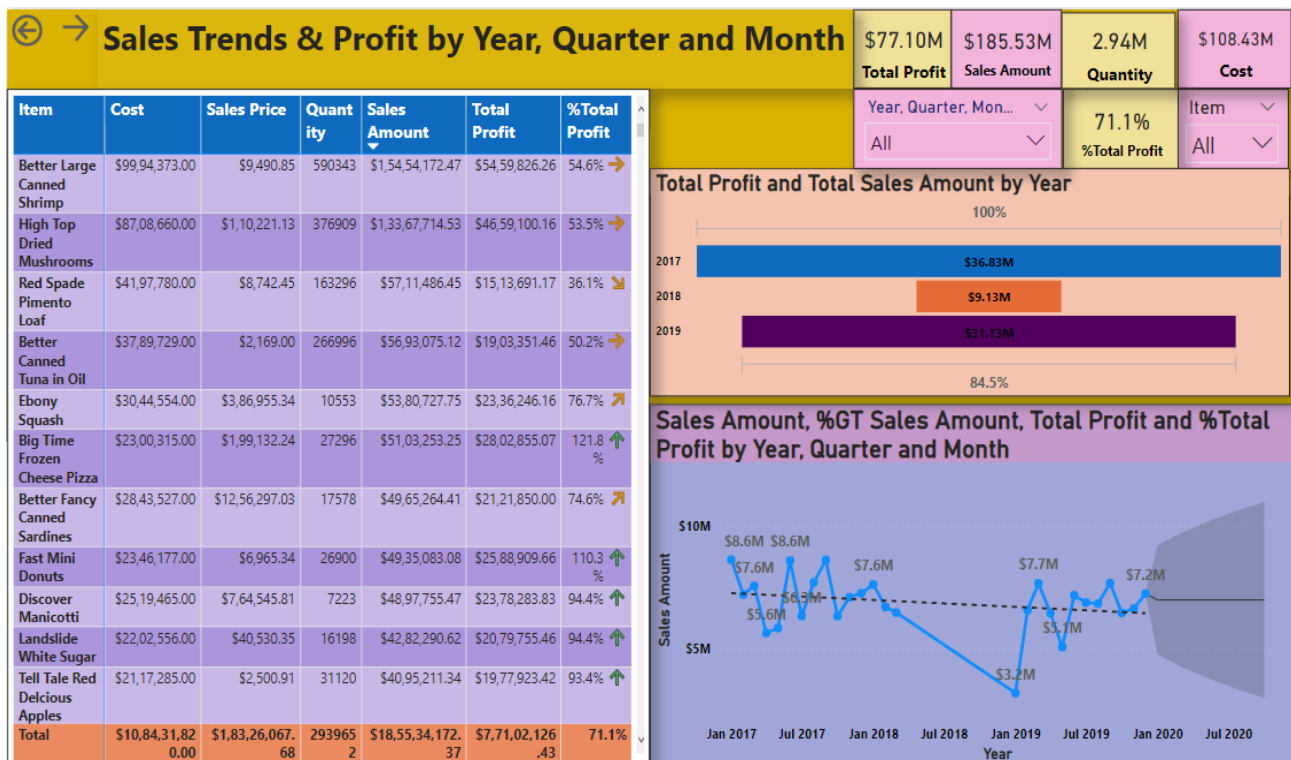 Sales Trends & Profit by Year, Quarter and Month
$77.10M
Total Profit
$185.53M
Sales Amount
2.94M
Quantity
$108.43M
Cost
Year, Quarter, Mon...
All
71.1%
%Total Profit
Item
All
Item Cost Sales Price Quant ity Sales Amount Total Profit %Total Profit
Better Large Canned Shrimp $99,94,373.00 $9,490.85 590343 $1,54,54,172.47 $54,59,826.26 54.6%
High Top Dried Mushrooms $87,08,660.00 $1,10,221.13 376909 $1,33,67,714.53 $46,59,100.16 53.5%
Red Spade Pimento Loaf $41,97,780.00 $8,742.45 163296 $57,11,486.45 $15,13,691.17 36.1%
Better Canned Tuna in Oil $37,89,729.00 $2,169.00 266996 $56,93,075.12 $19,03,351.46 50.2%
Ebony Squash $30,44,554.00 $3,86,955.34 10553 $53,80,727.75 $23,36,246.16 76.7%
Big Time Frozen Cheese Pizza $23,00,315.00 $1,99,132.24 27296 $51,03,253.25 $28,02,855.07 121.8 %
Better Fancy Canned Sardines $28,43,527.00 $12,56,297.03 17578 $49,65,264.41 $21,21,850.00 74.6%
Fast Mini Donuts $23,46,177.00 $6,965.34 26900 $49,35,083.08 $25,88,909.66 110.3 %
Discover Manicotti $25,19,465.00 $7,64,545.81 7223 $48,97,755.47 $23,78,283.83 94.4%
Landslide White Sugar $22,02,556.00 $40,530.35 16198 $42,82,290.62 $20,79,755.46 94.4%
Tell Tale Red Delcious Apples $21,17,285.00 $2,500.91 31120 $40,95,211.34 $19,77,923.42 93.4%
Total $10,84,31,82 0.00 $1,83,26,067. 68 293965 2 $18,55,34,172. 37 $7,71,02,126 .43 71.1%
Total Profit and Total Sales Amount by Year
100%
2017 $36.83M
2018 $9.13M
2019 $31.13M
84.5%
Sales Amount, %GT Sales Amount, Total Profit and %Total
Profit by Year, Quarter and Month
Sales Amount
$10M
$5M
$8.6M $8.6M
$7.6M
$5.6M
$6.3M
$7.6M
$3.2M
$7.7M
$5.1M
$7.2M
Jan 2017 Jul 2017 Jan 2018 Jul 2018 Jan 2019 Jul 2019 Jan 2020 Jul 2020
Year